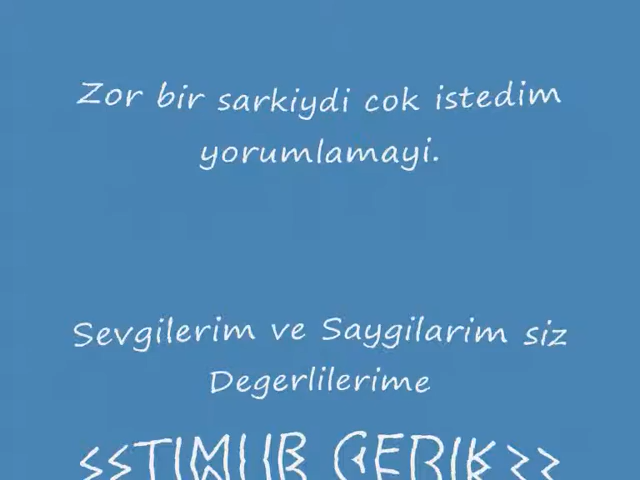 Zor bir sarkiydi cok istedim
yorumlamayi.
Sevgilerim ve Saygilarim siz
Degerlilerime
<<TIMUR GERIK>>